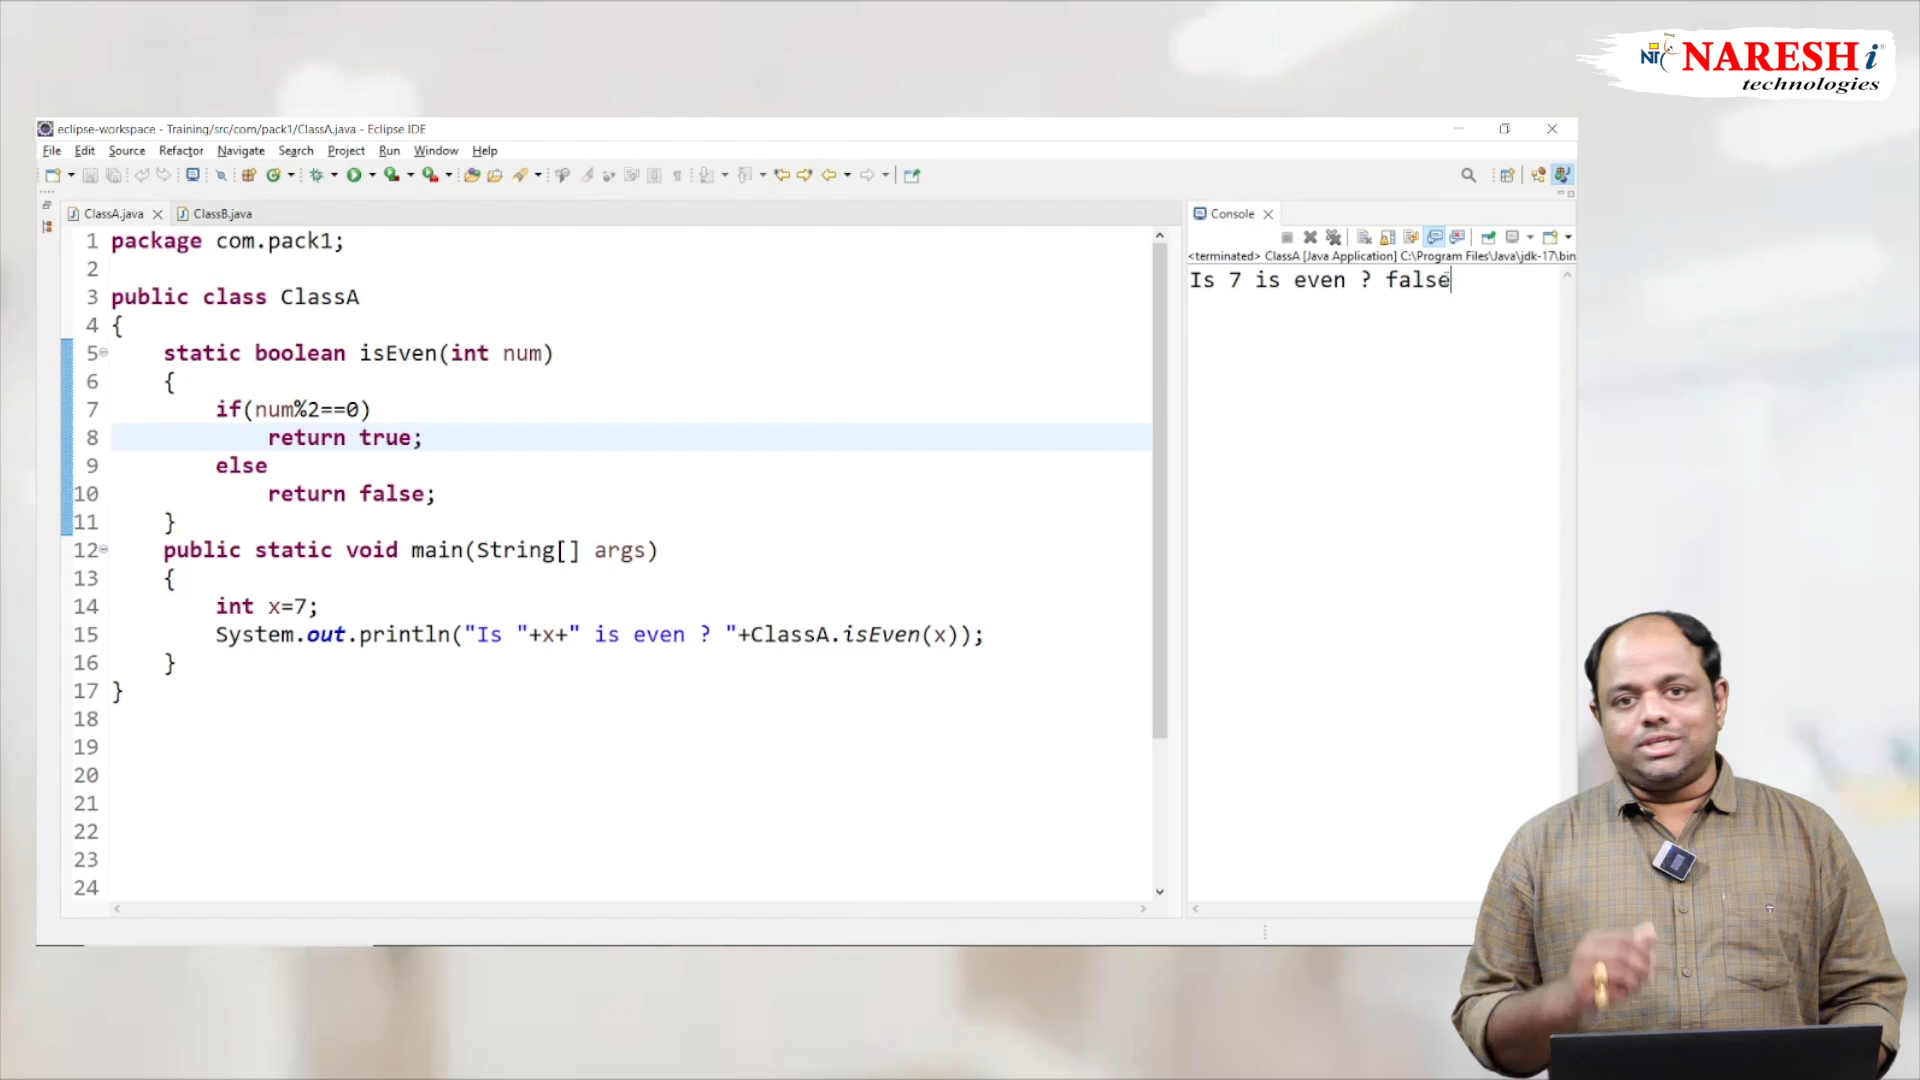 NIT NARESH i
technologies
eclipse-workspace - Training/src/com/pack1/ClassA.java - Eclipse IDE
File Edit Source Refactor Navigate Search Project Run Window Help
ClassA.java
ClassB.java
Console
<terminated> ClassA [Java Application] C:\Program Files\Java\jdk-17\bin
Is 7 is even ? false
1 package com.pack1;
2
3 public class ClassA
4 {
5 static boolean isEven(int num)
6 {
7 if(num%2==0)
8 return true;
9 else
10 return false;
11 }
12 public static void main(String[] args)
13 {
14 int x=7;
15 System.out.println("Is "+x+" is even ? "+ClassA.isEven(x));
16 }
17 }
18
19
20
21
22
23
24